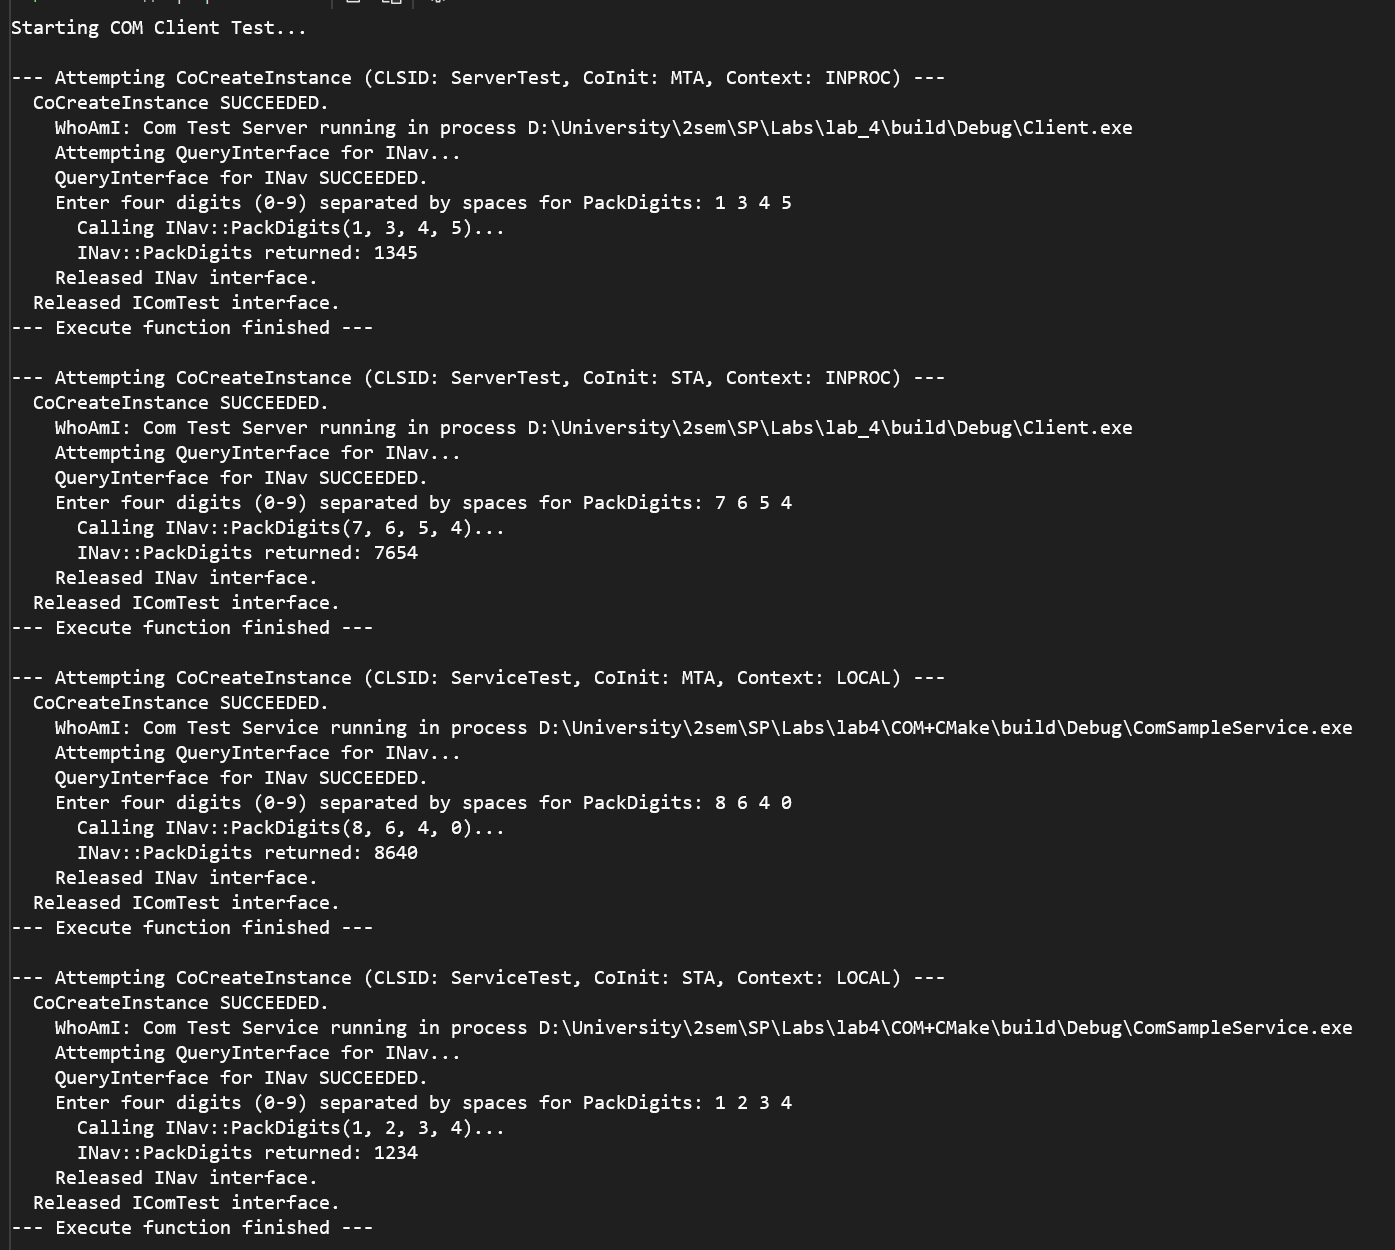 Starting COM Client Test...
--- Attempting CoCreateInstance (CLSID: ServerTest, CoInit: MTA, Context: INPROC) ---
CoCreateInstance SUCCEEDED.
WhoAmI: Com Test Server running in process D:\University\2sem\SP\Labs\lab_4\build\Debug\Client.exe
Attempting QueryInterface for INav...
QueryInterface for INav SUCCEEDED.
Enter four digits (0-9) separated by spaces for PackDigits: 1 3 4 5
Calling INav::PackDigits(1, 3, 4, 5)...
INav::PackDigits returned: 1345
Released INav interface.
Released IComTest interface.
--- Execute function finished ---
--- Attempting CoCreateInstance (CLSID: ServerTest, CoInit: STA, Context: INPROC) ---
CoCreateInstance SUCCEEDED.
WhoAmI: Com Test Server running in process D:\University\2sem\SP\Labs\lab_4\build\Debug\Client.exe
Attempting QueryInterface for INav...
QueryInterface for INav SUCCEEDED.
Enter four digits (0-9) separated by spaces for PackDigits: 7 6 5 4
Calling INav::PackDigits(7, 6, 5, 4)...
INav::PackDigits returned: 7654
Released INav interface.
Released IComTest interface.
--- Execute function finished ---
--- Attempting CoCreateInstance (CLSID: ServiceTest, CoInit: MTA, Context: LOCAL) ---
CoCreateInstance SUCCEEDED.
WhoAmI: Com Test Service running in process D:\University\2sem\SP\Labs\lab4\COM+CMake\build\Debug\ComSampleService.exe
Attempting QueryInterface for INav...
QueryInterface for INav SUCCEEDED.
Enter four digits (0-9) separated by spaces for PackDigits: 8 6 4 0
Calling INav::PackDigits(8, 6, 4, 0)...
INav::PackDigits returned: 8640
Released INav interface.
Released IComTest interface.
--- Execute function finished ---
--- Attempting CoCreateInstance (CLSID: ServiceTest, CoInit: STA, Context: LOCAL) ---
CoCreateInstance SUCCEEDED.
WhoAmI: Com Test Service running in process D:\University\2sem\SP\Labs\lab4\COM+CMake\build\Debug\ComSampleService.exe
Attempting QueryInterface for INav...
QueryInterface for INav SUCCEEDED.
Enter four digits (0-9) separated by spaces for PackDigits: 1 2 3 4
Calling INav::PackDigits(1, 2, 3, 4)...
INav::PackDigits returned: 1234
Released INav interface.
Released IComTest interface.
--- Execute function finished ---